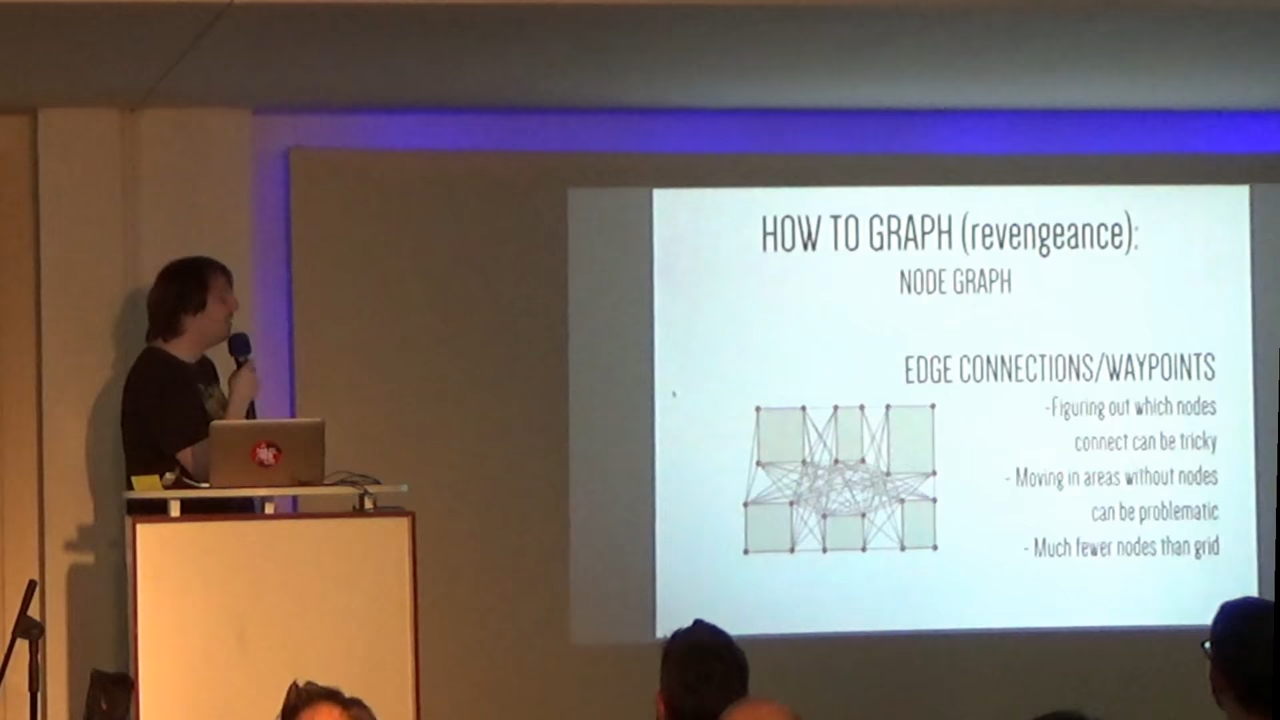 HOW TO GRAPH (revengeance):
NODE GRAPH
EDGE CONNECTIONS/WAYPOINTS
-Figuring out which nodes
connect can be tricky
- Moving in areas without nodes
can be problematic
- Much fewer nodes than grid